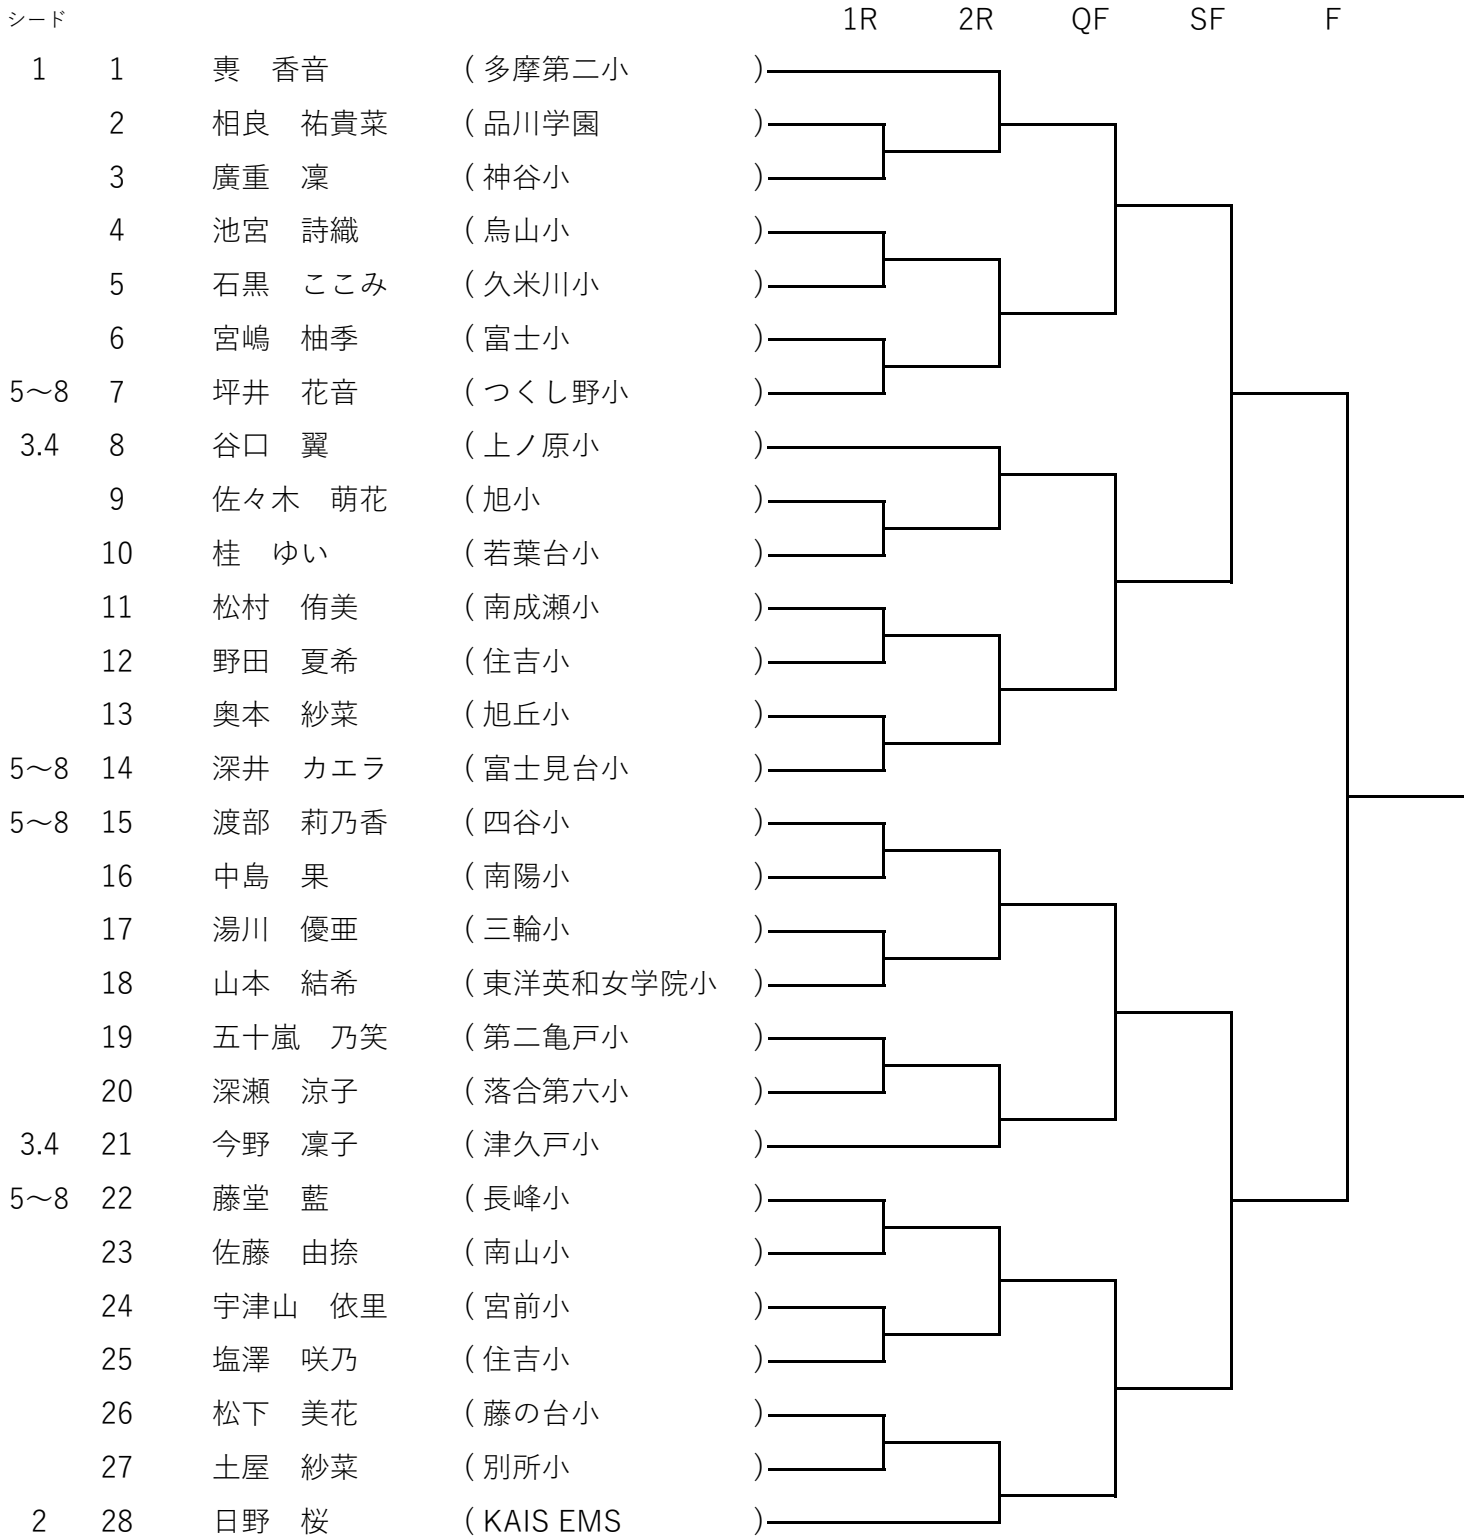 シード 1R 2R QF SF F
1 1 輁 香音 ( 多摩第二小 )
2 相良 祐貴菜 ( 品川学園 )
3 廣重 凜 ( 神谷小 )
4 池宮 詩織 ( 烏山小 )
5 石黒 ここみ ( 久米川小 )
6 宮嶋 柚季 ( 富士小 )
5～8 7 坪井 花音 ( つくし野小 )
3.4 8 谷口 翼 ( 上ノ原小 )
9 佐々木 萌花 ( 旭小 )
10 桂 ゆい ( 若葉台小 )
11 松村 侑美 ( 南成瀬小 )
12 野田 夏希 ( 住吉小 )
13 奥本 紗菜 ( 旭丘小 )
5～8 14 深井 カエラ ( 富士見台小 )
5～8 15 渡部 莉乃香 ( 四谷小 )
16 中島 果 ( 南陽小 )
17 湯川 優亜 ( 三輪小 )
18 山本 結希 ( 東洋英和女学院小 )
19 五十嵐 乃笑 ( 第二亀戸小 )
20 深瀬 涼子 ( 落合第六小 )
3.4 21 今野 凜子 ( 津久戸小 )
5～8 22 藤堂 藍 ( 長峰小 )
23 佐藤 由捺 ( 南山小 )
24 宇津山 依里 ( 宮前小 )
25 塩澤 咲乃 ( 住吉小 )
26 松下 美花 ( 藤の台小 )
27 土屋 紗菜 ( 別所小 )
2 28 日野 桜 ( KAIS EMS )